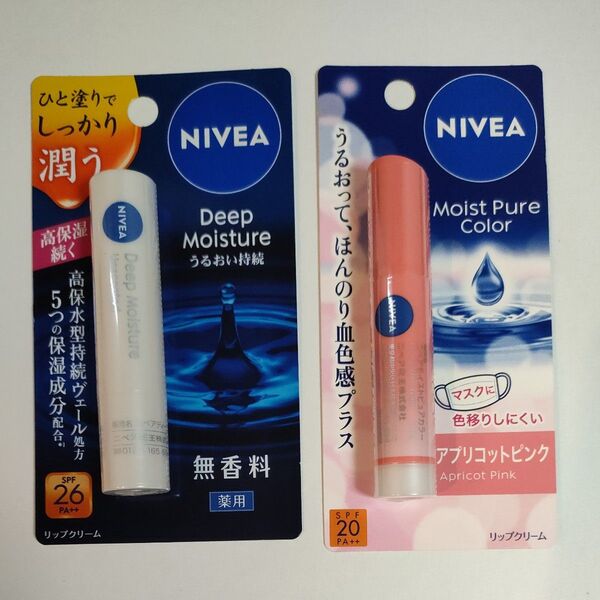 ひと塗りで
しっかり
潤う
高保湿
続く
高保水型持続ヴェール処方
5つの保湿成分配合
SPF
26
PA++
リップクリーム
NIVEA
Deep
Moisture
うるおい持続
無香料
薬用
NIVEA
Deep Moisture
NIVEA
Moist Pure
Color
うるおって、ほんのり血色感プラス
NIVEA
マスクに
色移りしにくい
アプリコットピンク
Apricot Pink
SPF
20
PA++
リップクリーム